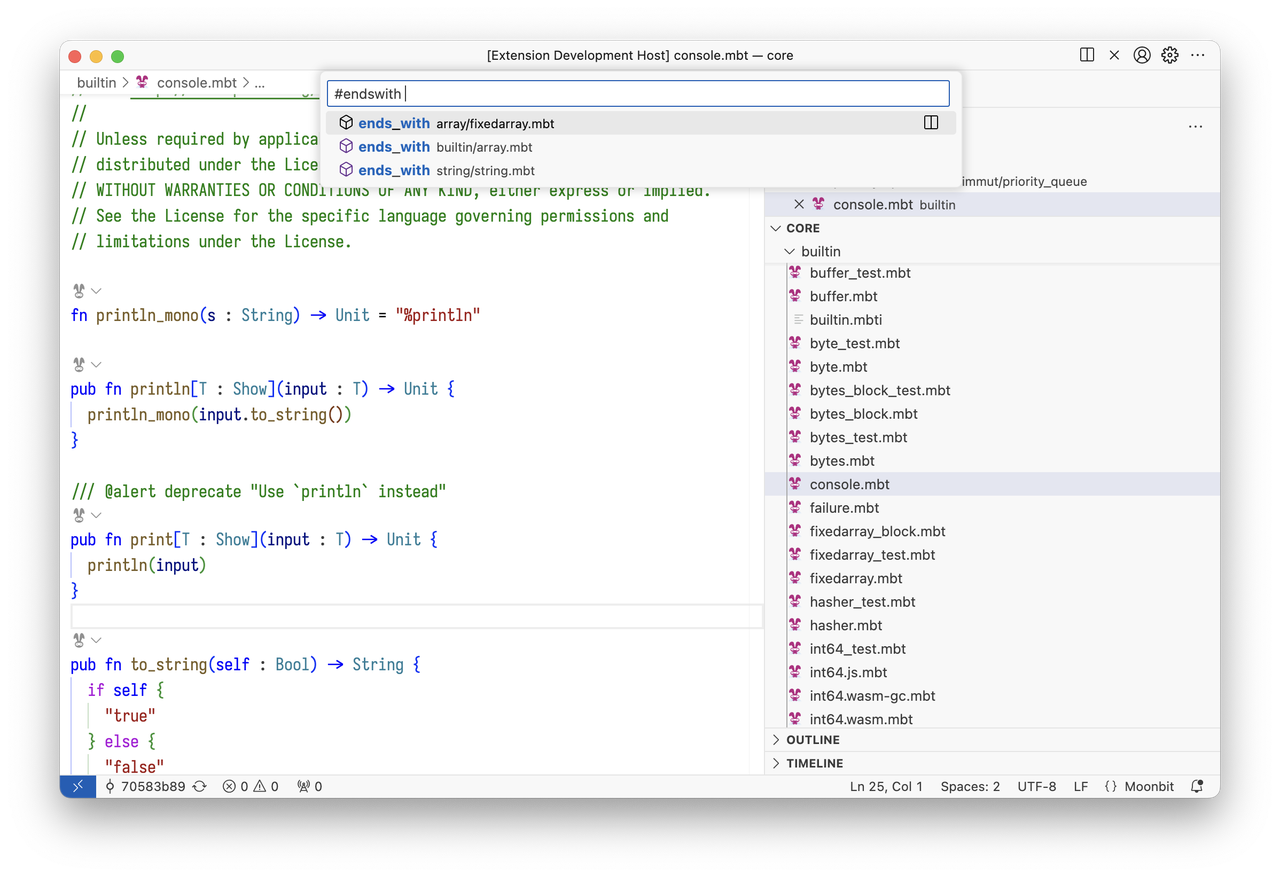 [Extension Development Host] console.mbt — core
builtin > console.mbt > ...
#endswith
ends_with array/fixedarray.mbt
ends_with builtin/array.mbt
ends_with string/string.mbt
//
// Unless required by applica
// distributed under the Lice
// WITHOUT WARRANTIES OR CONDITIONS OF ANY KIND, either express or implied.
// See the License for the specific language governing permissions and
// limitations under the License.
fn println_mono(s : String) -> Unit = "%println"
pub fn println[T : Show](input : T) -> Unit {
println_mono(input.to_string())
}
/// @alert deprecate "Use `println` instead"
pub fn print[T : Show](input : T) -> Unit {
println(input)
}
pub fn to_string(self : Bool) -> String {
if self {
"true"
} else {
"false"
immut/priority_queue
console.mbt builtin
CORE
builtin
buffer_test.mbt
buffer.mbt
builtin.mbti
byte_test.mbt
byte.mbt
bytes_block_test.mbt
bytes_block.mbt
bytes_test.mbt
bytes.mbt
console.mbt
failure.mbt
fixedarray_block.mbt
fixedarray_test.mbt
fixedarray.mbt
hasher_test.mbt
hasher.mbt
int64_test.mbt
int64.js.mbt
int64.wasm-gc.mbt
int64.wasm.mbt
OUTLINE
TIMELINE
70583b89 0 0 0 Ln 25, Col 1 Spaces: 2 UTF-8 LF {} Moonbit